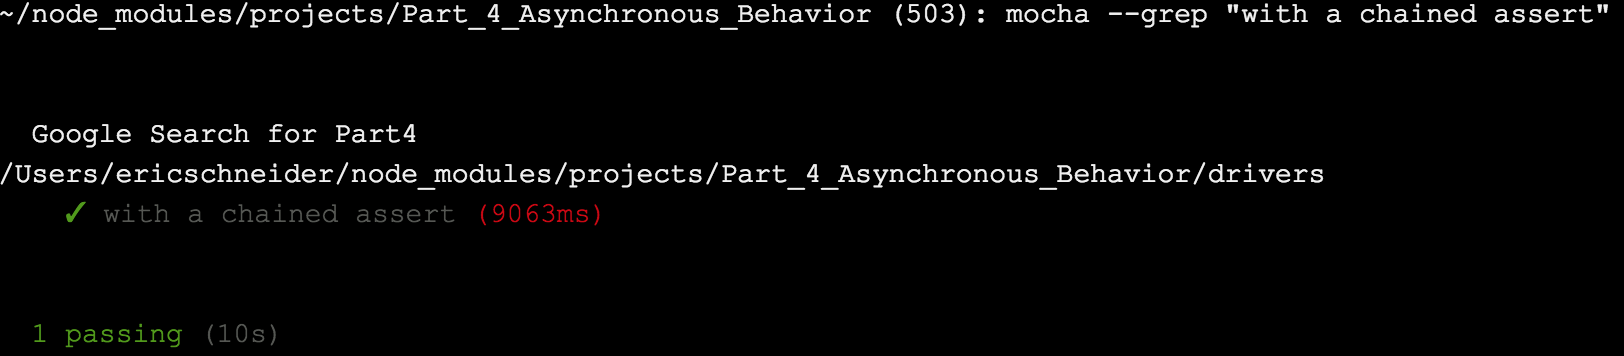 ~/node_modules/projects/Part_4_Asynchronous_Behavior (503): mocha --grep "with a chained assert"
Google Search for Part4
/Users/ericschneider/node_modules/projects/Part_4_Asynchronous_Behavior/drivers
✓ with a chained assert (9063ms)
1 passing (10s)